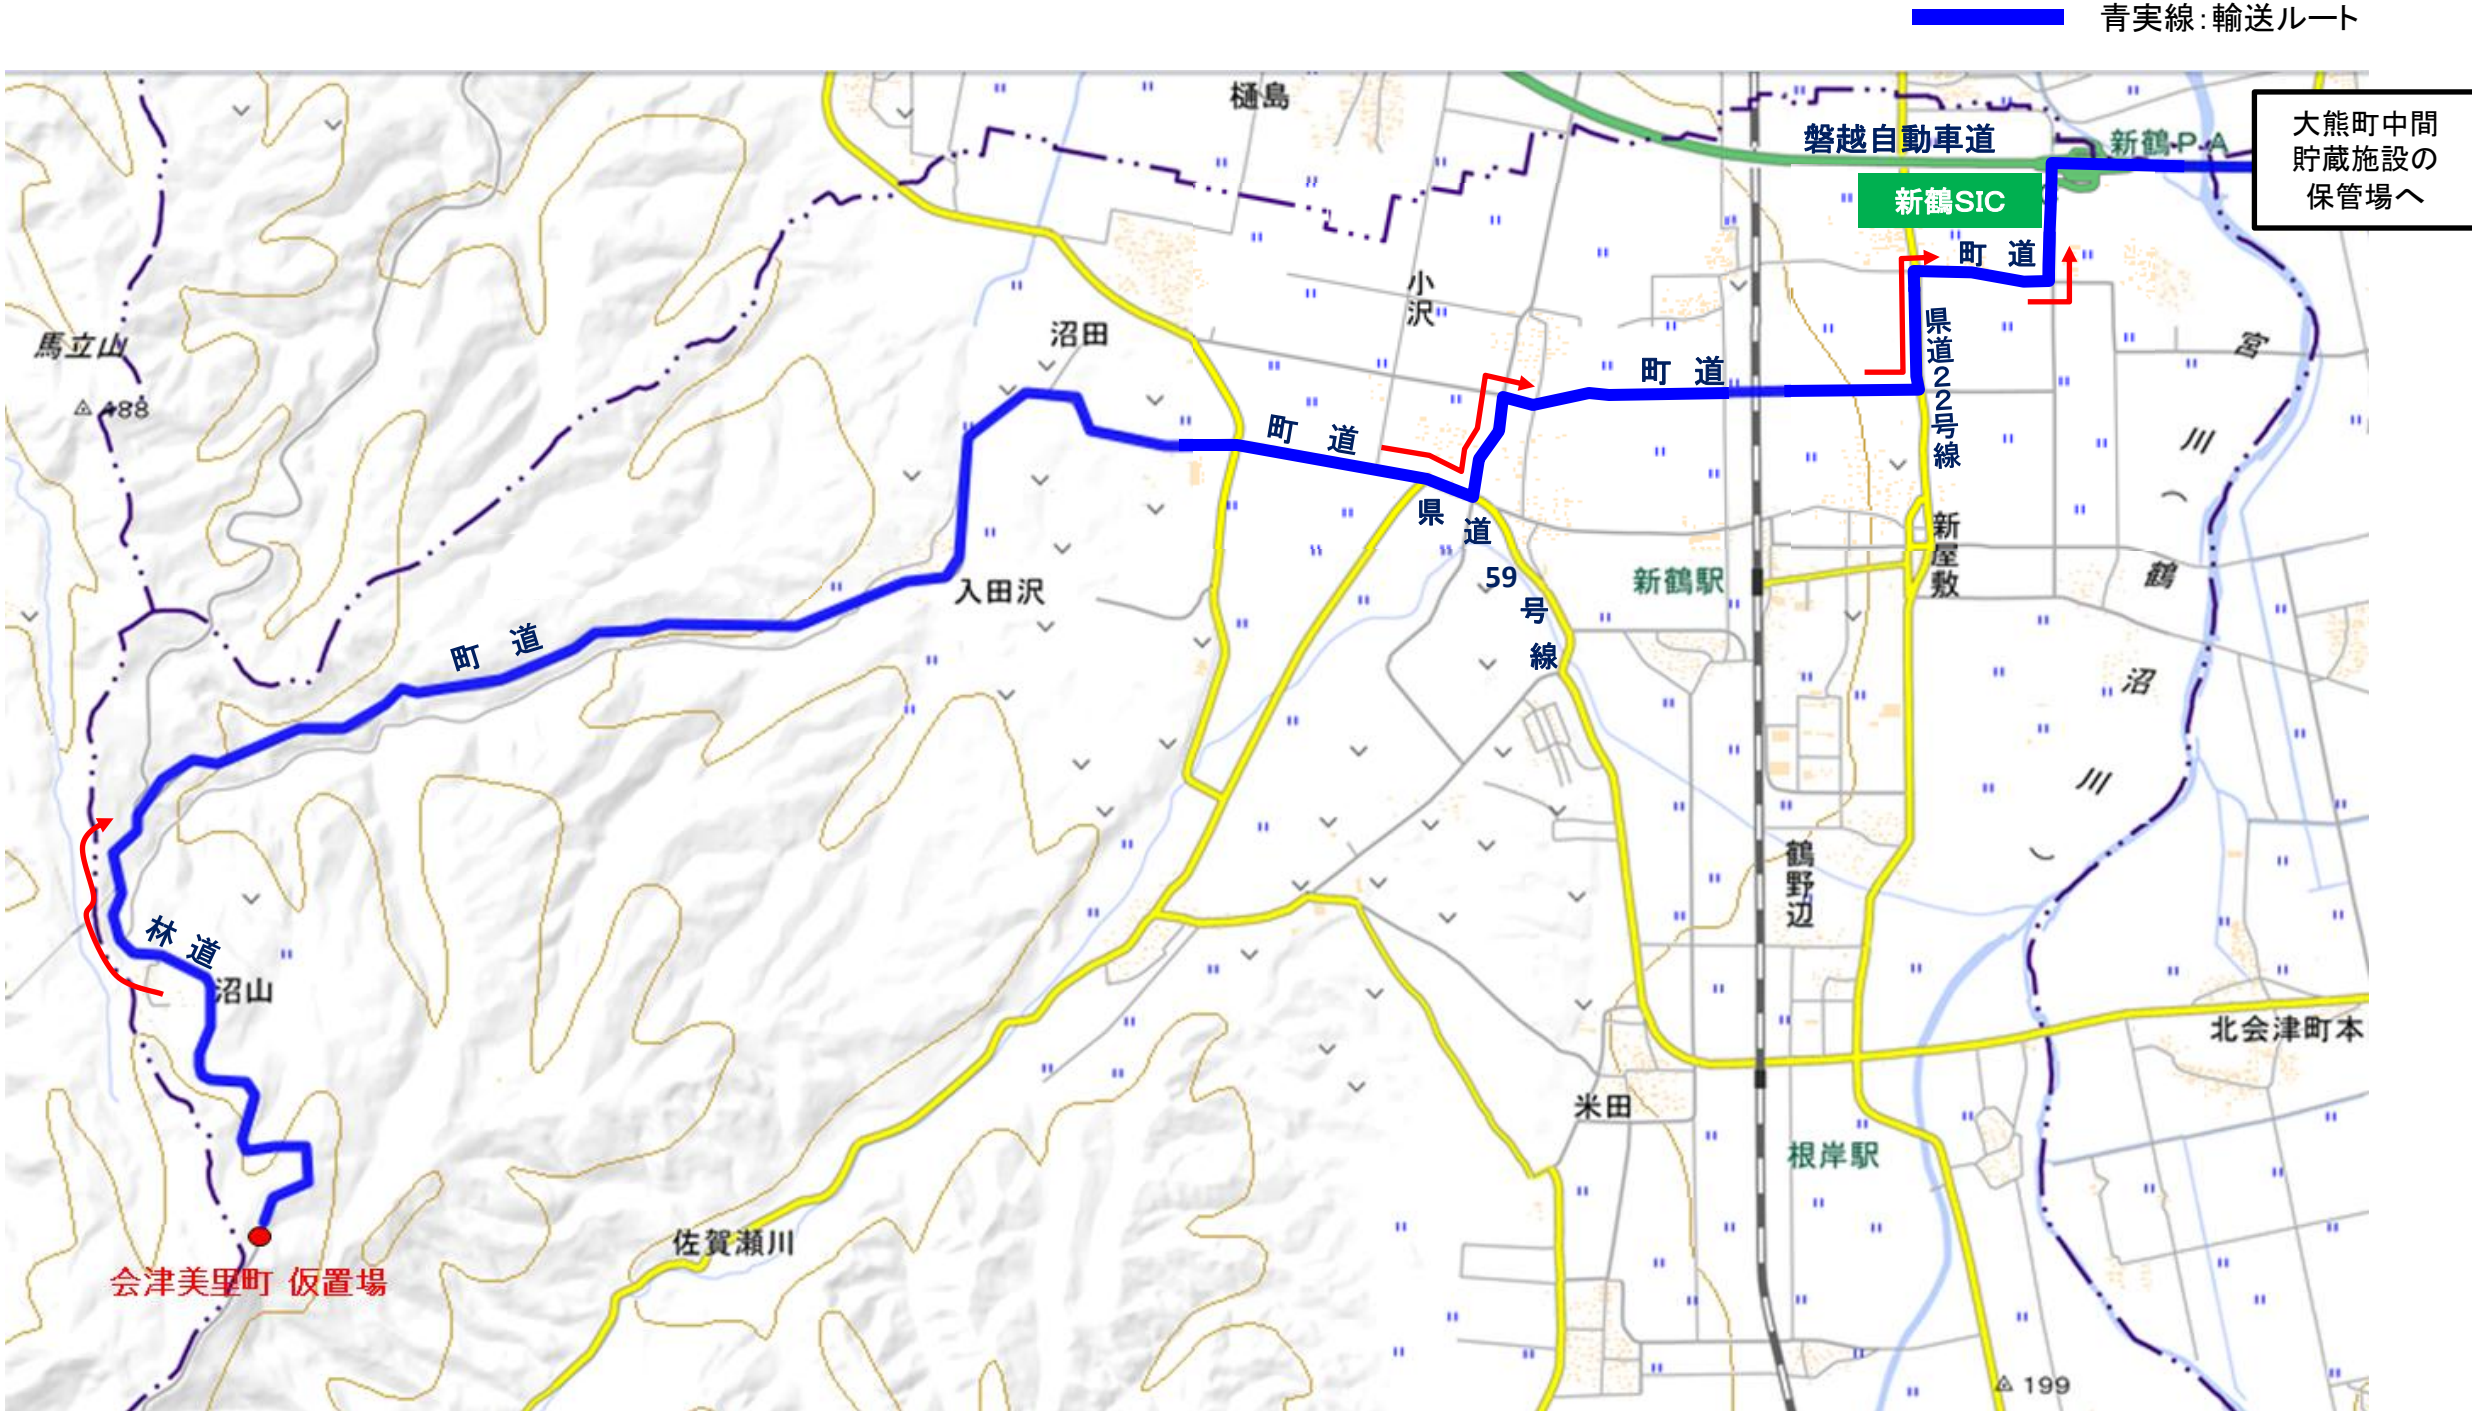 青実線：輸送ルート
樋島
磐越自動車道
新鶴P.A
大熊町中間
貯蔵施設の
保管場へ
新鶴SIC
町 道
小沢
沼田
県道22号線
宮
馬立山
488
町 道
町 道
川
県道59号線
（
新屋敷
新鶴駅
鶴
入田沢
町 道
沼
川
鶴野辺
）
林道
沼山
北会津町本
米田
根岸駅
佐賀瀬川
会津美里町 仮置場
199